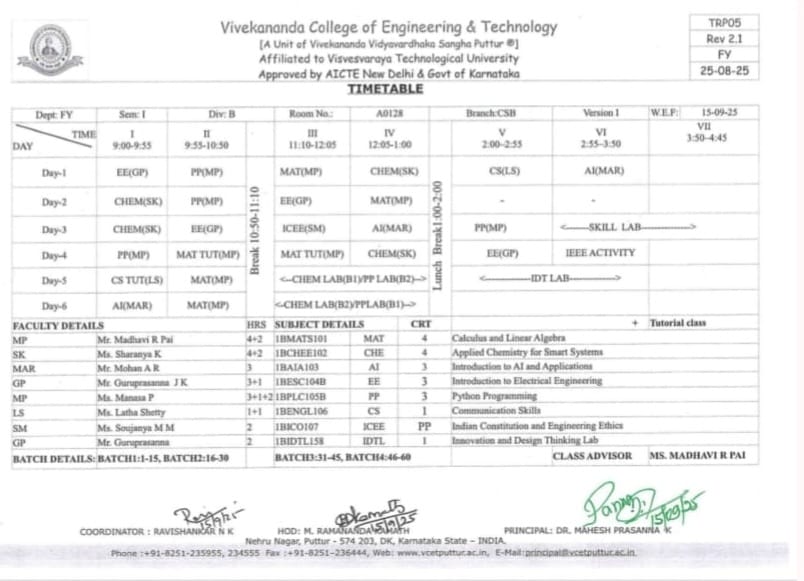 Vivekananda College of Engineering & Technology
[A Unit of Vivekananda Vidyavardhaka Sangha Puttur ®]
Affiliated to Visvesvaraya Technological University
Approved by AICTE New Delhi & Govt of Karnataka
TRP05
Rev 2.1
FY
25-08-25
TIMETABLE
Dept: FY Sem: I Div: B Room No.: A0128 Branch:CSB Version 1 W.E.F: 15-09-25
TIME I II III IV V VI VII
DAY 9:00-9:55 9:55-10:50 11:10-12:05 12:05-1:00 2:00-2:55 2:55-3:50 3:50-4:45
Break 10:50-11:10
Lunch Break1:00-2:00
Day-1 EE(GP) PP(MP) MAT(MP) CHEM(SK) CS(LS) AI(MAR)
Day-2 CHEM(SK) PP(MP) EE(GP) MAT(MP) - -
Day-3 CHEM(SK) EE(GP) ICEE(SM) AI(MAR) PP(MP) <-------SKILL LAB------------>
Day-4 PP(MP) MAT TUT(MP) MAT TUT(MP) CHEM(SK) EE(GP) IEEE ACTIVITY
Day-5 CS TUT(LS) MAT(MP) <--CHEM LAB(B1)/PP LAB(B2)--> <------------IDT LAB------------>
Day-6 AI(MAR) MAT(MP) <-CHEM LAB(B2)/PPLAB(B1)-->
FACULTY DETAILS HRS SUBJECT DETAILS CRT + Tutorial class
MP Mr. Madhavi R Pai 4+2 1BMATS101 MAT 4 Calculus and Linear Algebra
SK Ms. Sharanya K 4+2 1BCHEE102 CHE 4 Applied Chemistry for Smart Systems
MAR Mr. Mohan A R 3 1BAIA103 AI 3 Introduction to AI and Applications
GP Mr. Guruprasanna J K 3+1 1BESC104B EE 3 Introduction to Electrical Engineering
MP Ms. Manasa P 3+1+2 1BPLC105B PP 3 Python Programming
LS Ms. Latha Shetty 1+1 1BENGL106 CS 1 Communication Skills
SM Ms. Soujanya M M 2 1BICO107 ICEE PP Indian Constitution and Engineering Ethics
GP Mr. Guruprasanna 2 1BIDTL158 IDTL 1 Innovation and Design Thinking Lab
BATCH DETAILS: BATCH1:1-15, BATCH2:16-30 BATCH3:31-45, BATCH4:46-60 CLASS ADVISOR MS. MADHAVI R PAI
15/9/25 15/9/25 15/09/25
COORDINATOR : RAVISHANKAR N K HOD: M. RAMANANDA KAMATH PRINCIPAL: DR. MAHESH PRASANNA K
Nehru Nagar, Puttur - 574 203, DK, Karnataka State – INDIA.
Phone :+91-8251-235955, 234555 Fax :+91-8251-236444, Web: www.vcetputtur.ac.in, E-Mail:principal@vcetputtur.ac.in.